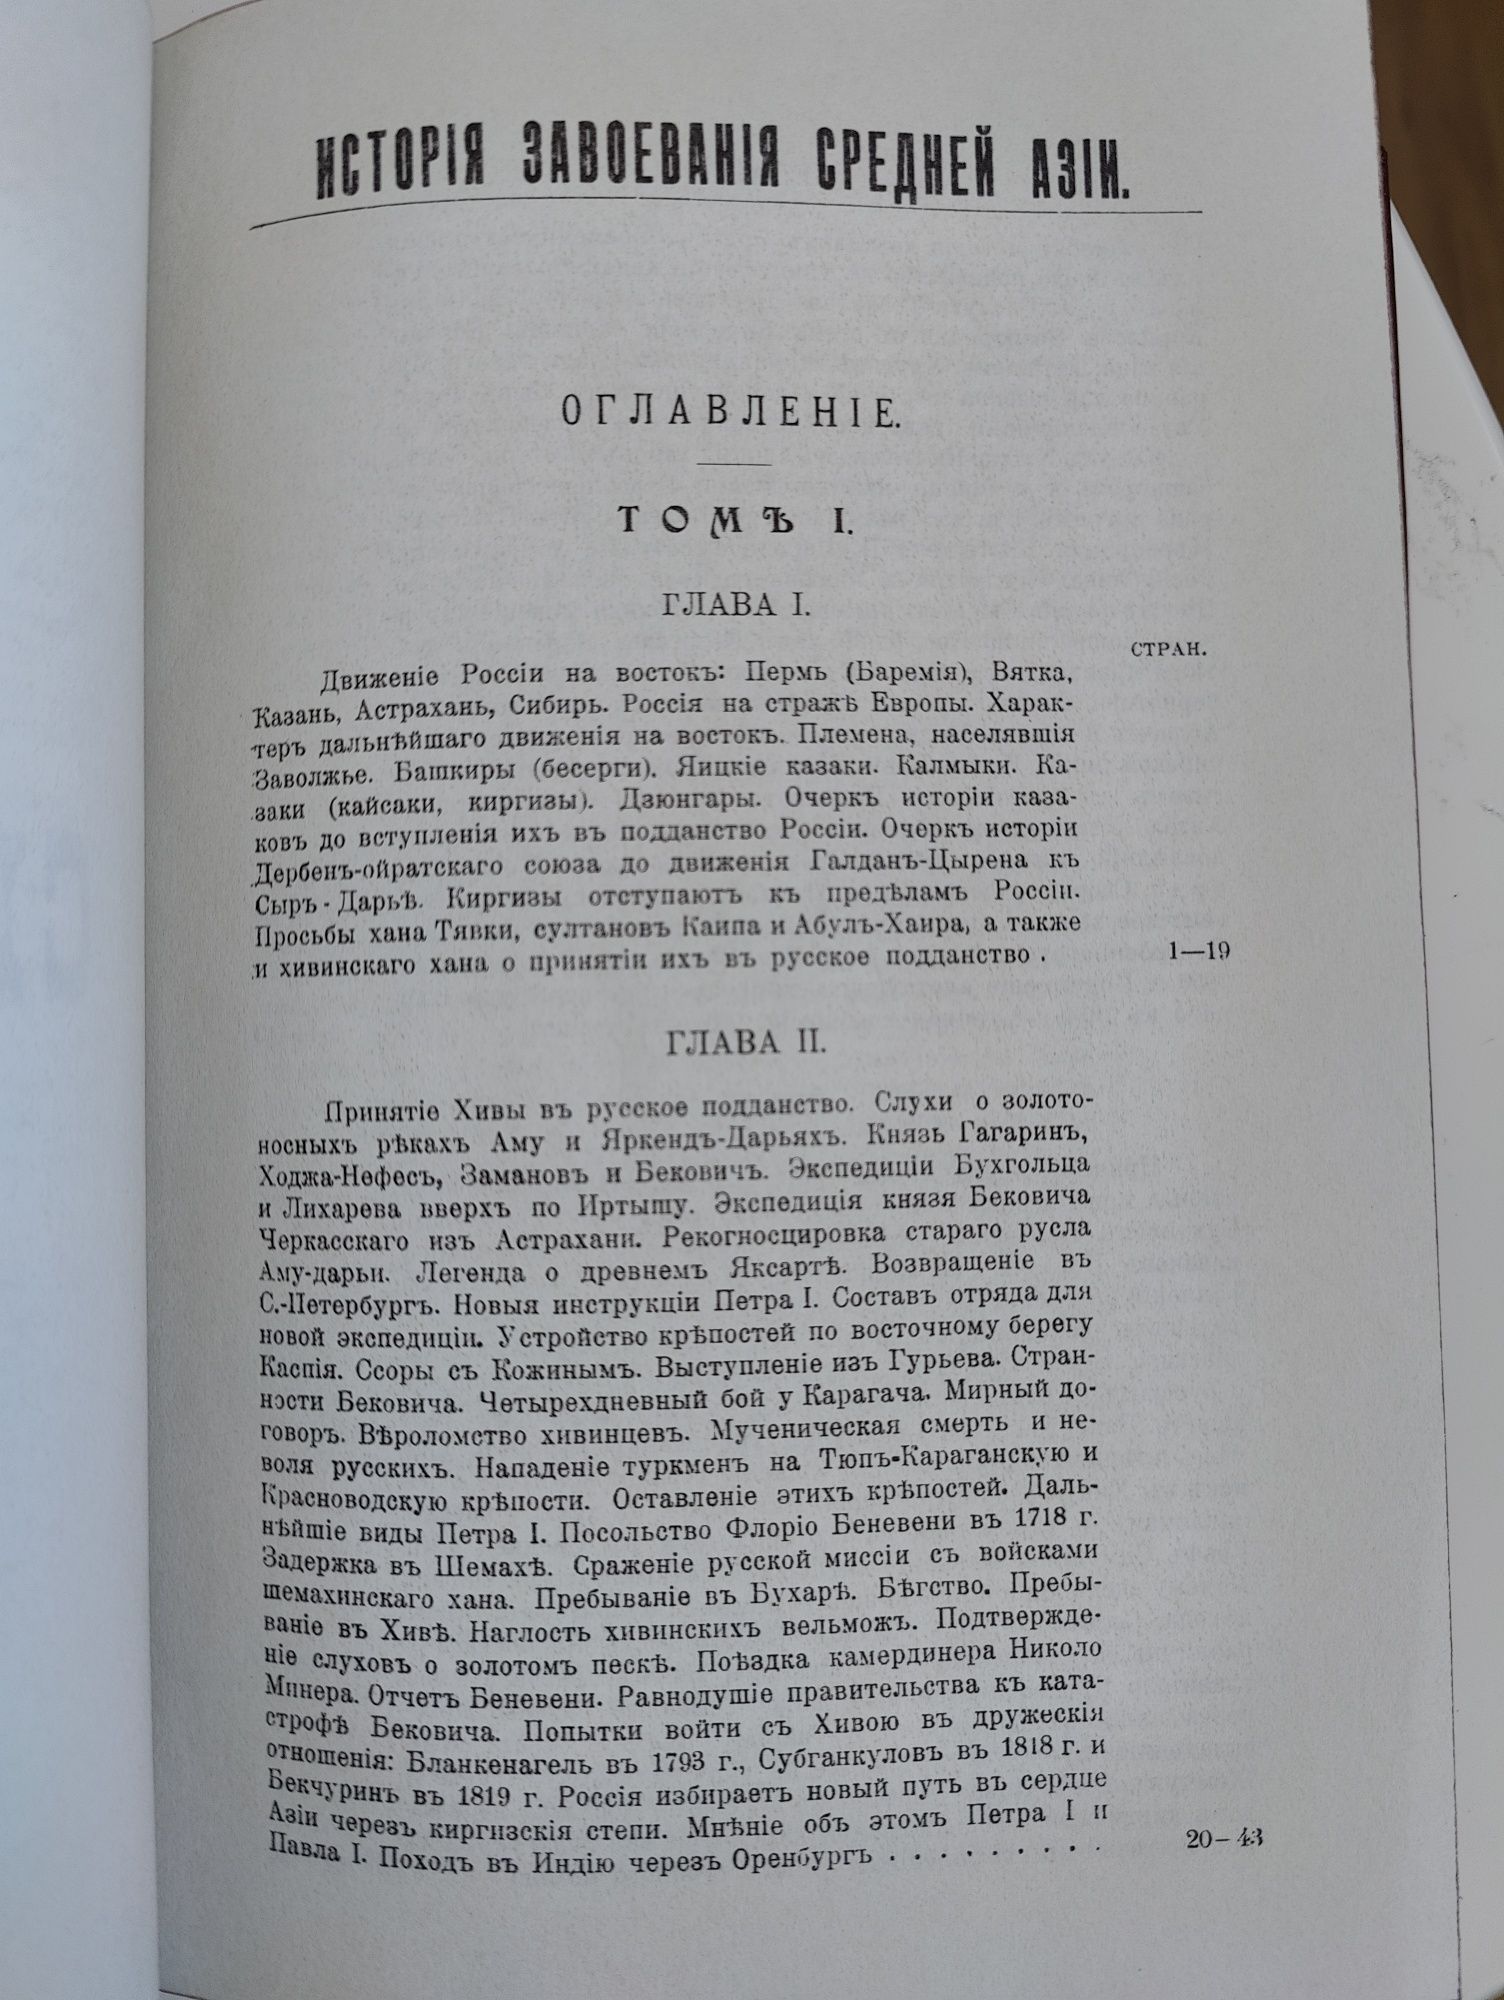 ИСТОРІЯ ЗАВОЕВАНІЯ СРЕДНЕЙ АЗІИ.
ОГЛАВЛЕНІЕ.
ТОМЪ I.
ГЛАВА I.
СТРАН.
Движеніе Россіи на востокъ: Пермь (Баремія), Вятка,
Казань, Астрахань, Сибирь. Россія на стражѣ Европы. Харак-
теръ дальнѣйшаго движенія на востокъ. Племена, населявшія
Заволжье. Башкиры (бесерги). Яицкіе казаки. Калмыки. Ка-
заки (кайсаки, киргизы). Дзюнгары. Очеркъ исторіи каза-
ковъ до вступленія ихъ въ подданство Россіи. Очеркъ исторіи
Дербенъ-ойратскаго союза до движенія Галданъ-Цырена къ
Сыръ-Дарьѣ. Киргизы отступаютъ къ предѣламъ Россіи.
Просьбы хана Тявки, султановъ Каипа и Абулъ-Хаира, а также
и хивинскаго хана о принятіи ихъ въ русское подданство . 1—19
ГЛАВА II.
Принятіе Хивы въ русское подданство. Слухи о золото-
носныхъ рѣкахъ Аму и Яркендъ-Дарьяхъ. Князь Гагаринъ,
Ходжа-Нефесъ, Замановъ и Бековичъ. Экспедиціи Бухгольца
и Лихарева вверхъ по Иртышу. Экспедиція князя Бековича
Черкасскаго изъ Астрахани. Рекогносцировка стараго русла
Аму-дарьи. Легенда о древнемъ Яксартѣ. Возвращеніе въ
С.-Петербургъ. Новыя инструкціи Петра I. Составъ отряда для
новой экспедиціи. Устройство крѣпостей по восточному берегу
Каспія. Ссоры съ Кожинымъ. Выступленіе изъ Гурьева. Стран-
ности Бековича. Четырехдневный бой у Карагача. Мирный до-
говоръ. Вѣроломство хивинцевъ. Мученическая смерть и не-
воля русскихъ. Нападеніе туркменъ на Тюпъ-Караганскую и
Красноводскую крѣпости. Оставленіе этихъ крѣпостей. Даль-
нѣйшіе виды Петра I. Посольство Флоріо Беневени въ 1718 г.
Задержка въ Шемахѣ. Сраженіе русской миссіи съ войсками
шемахинскаго хана. Пребываніе въ Бухарѣ. Бѣгство. Пребы-
ваніе въ Хивѣ. Наглость хивинскихъ вельможъ. Подтвержде-
ніе слуховъ о золотомъ пескѣ. Поѣздка камердинера Николо
Минера. Отчетъ Беневени. Равнодушіе правительства къ ката-
строфѣ Бековича. Попытки войти съ Хивою въ дружескія
отношенія: Бланкенагель въ 1793 г., Субганкуловъ въ 1818 г. и
Бекчуринъ въ 1819 г. Россія избираетъ новый путь въ сердце
Азіи черезъ киргизскія степи. Мнѣніе объ этомъ Петра I и
Павла I. Походъ въ Индію черезъ Оренбургъ . . . . . . . . . 20—43